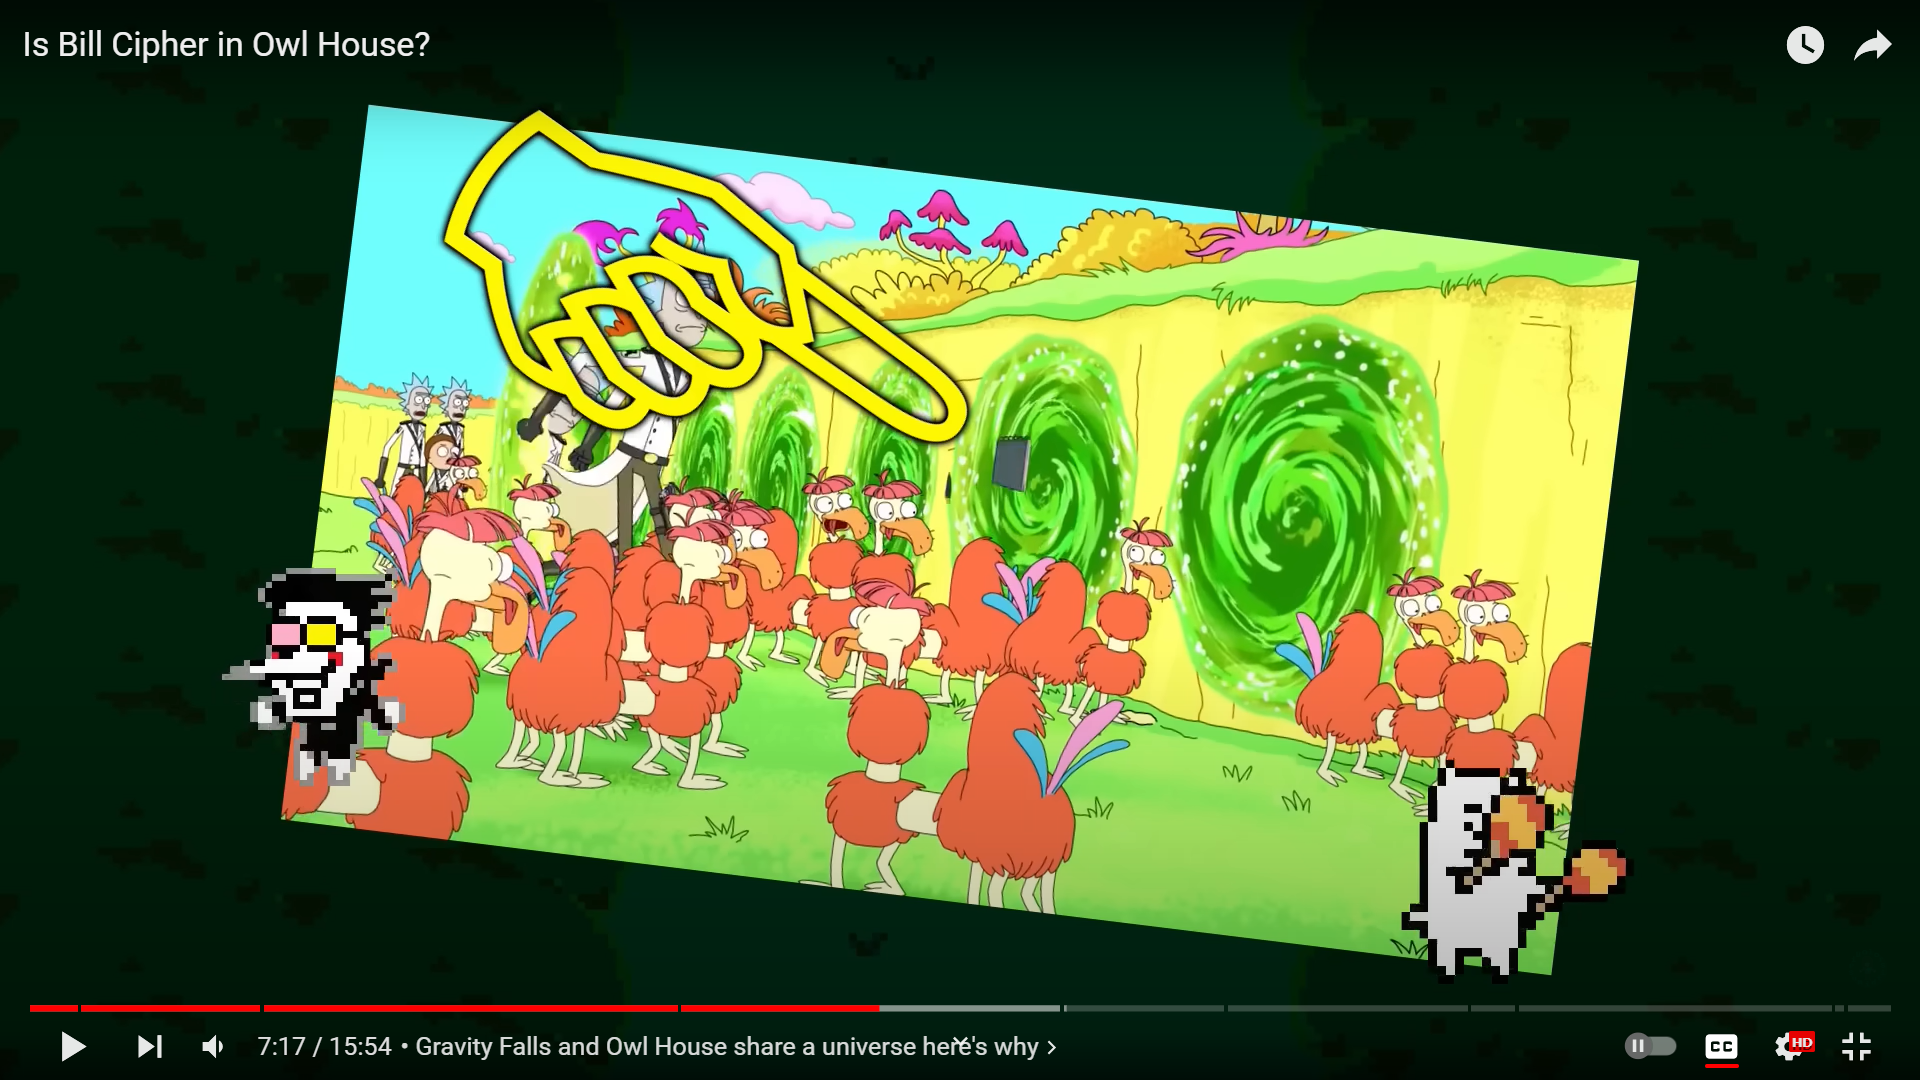 Is Bill Cipher in Owl House?
7:17 / 15:54 • Gravity Falls and Owl House share a universe here's why
CC
HD